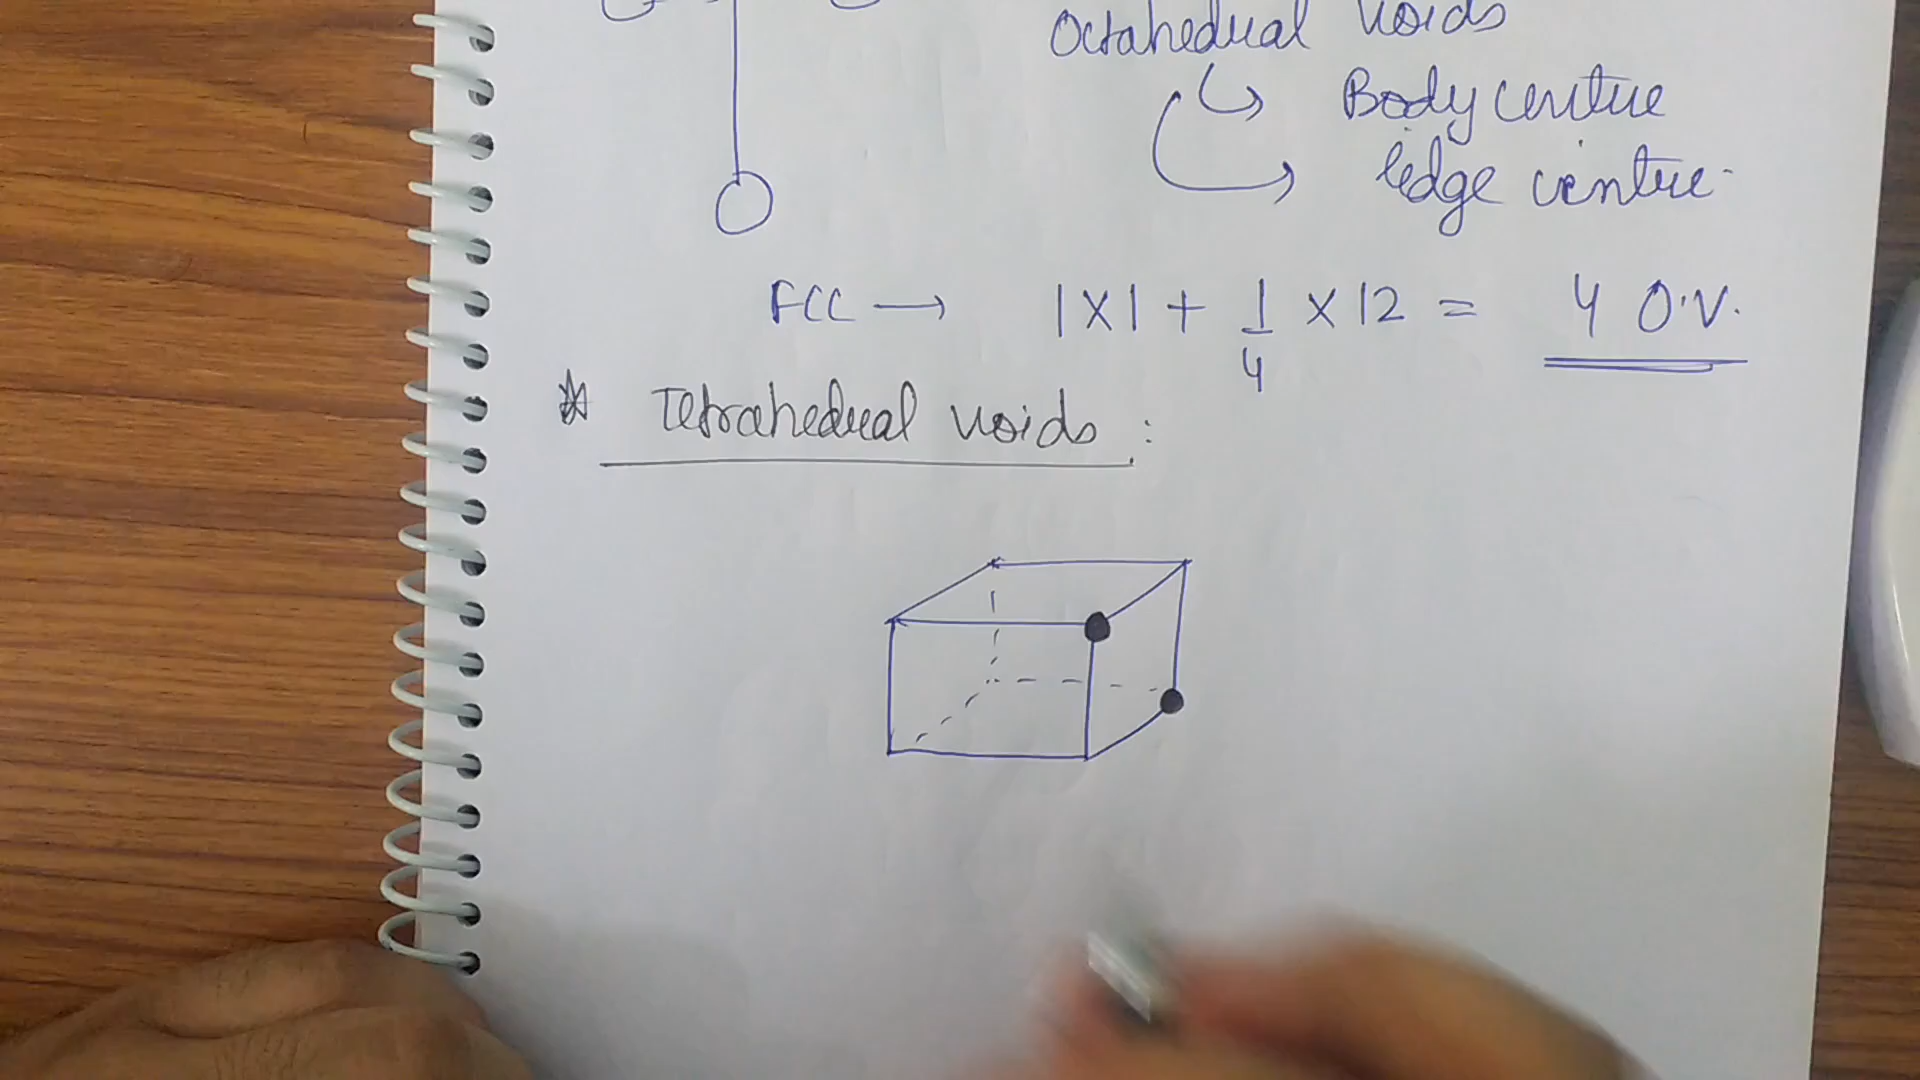 Octahedral voids
Body centre
edge centre.
FCC → 1 X 1 + 1/4 X 12 = 4 O.V.
* Tetrahedral voids :